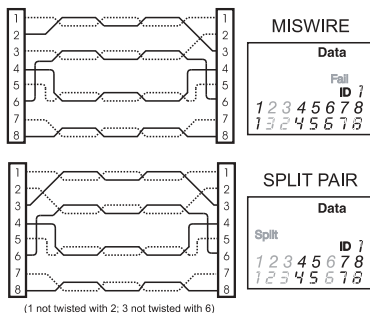 1 1
2 2
3 3
4 4
5 5
6 6
7 7
8 8
MISWIRE
Data
Fail
ID 1
1 2 3 4 5 6 7 8
1 3 2 4 5 6 7 8
1 1
2 2
3 3
4 4
5 5
6 6
7 7
8 8
(1 not twisted with 2; 3 not twisted with 6)
SPLIT PAIR
Data
Split
ID 1
1 2 3 4 5 6 7 8
1 2 3 4 5 6 7 8